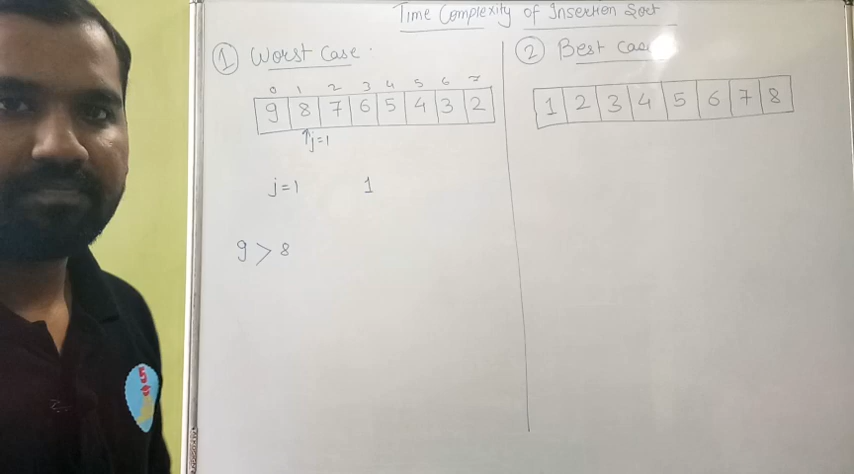 Time Complexity of Insertion Sort
① Worst Case.
0 1 2 3 4 5 6 7
9 8 7 6 5 4 3 2
↑j=1
j=1 1
9 > 8
② Best Case
1 2 3 4 5 6 7 8
5